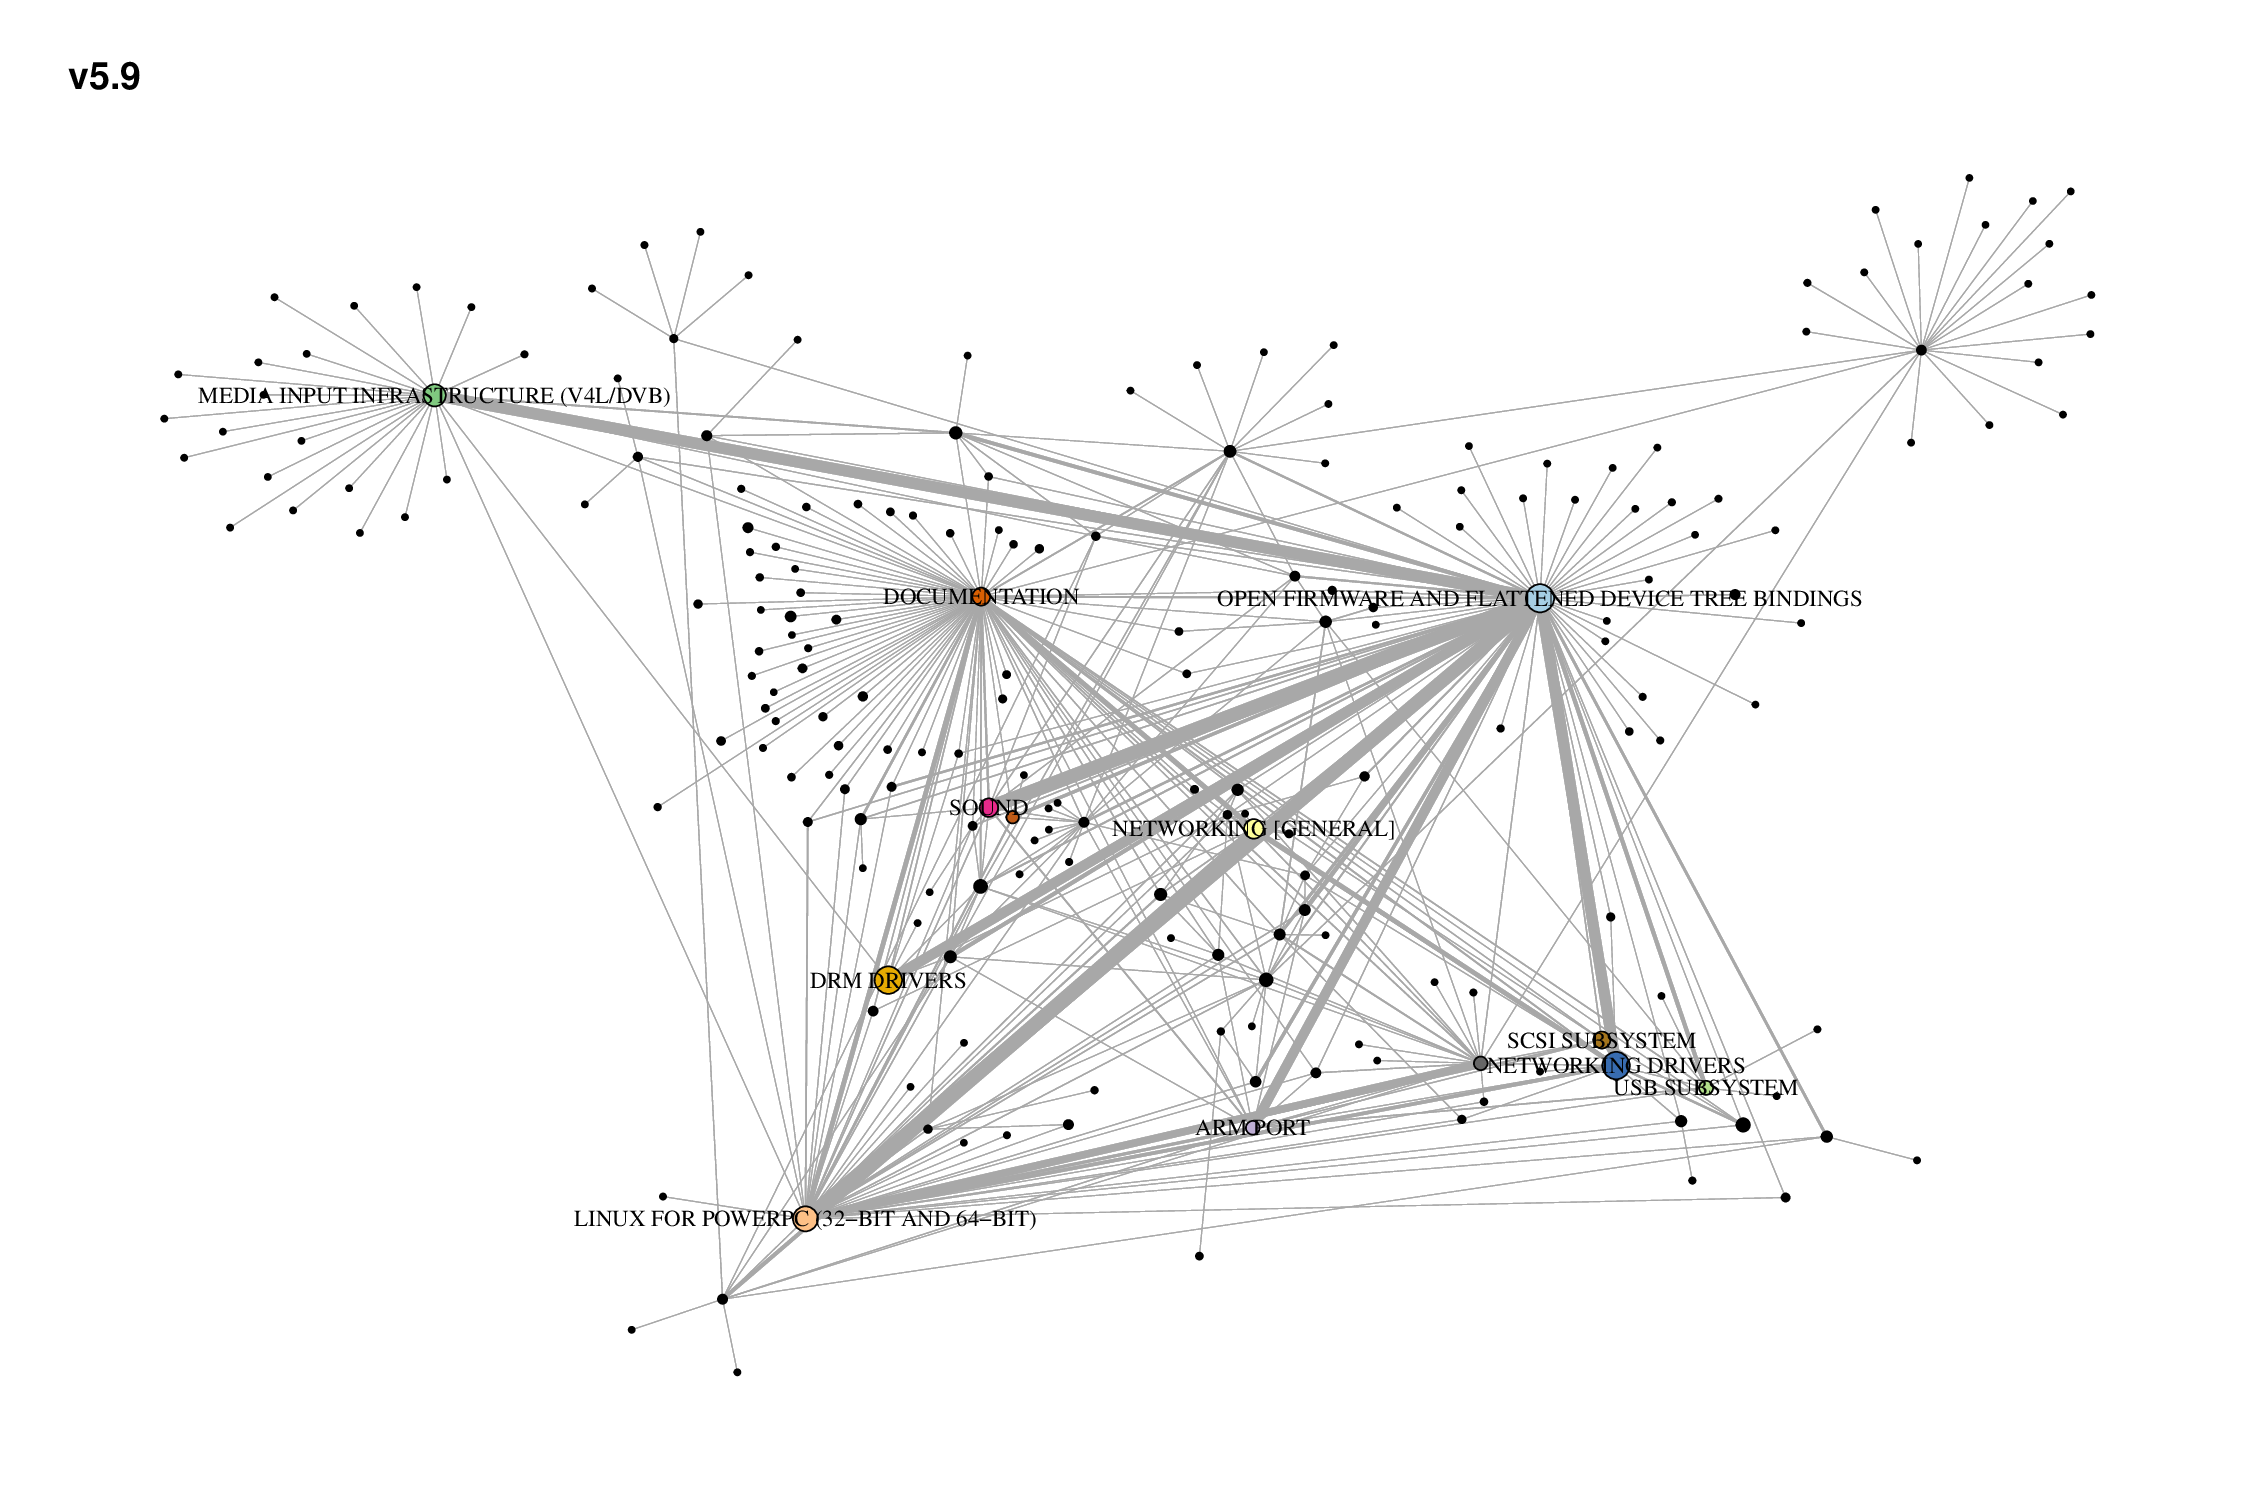 v5.9
MEDIA INPUT INFRASTRUCTURE (V4L/DVB)
DOCUMENTATION
OPEN FIRMWARE AND FLATTENED DEVICE TREE BINDINGS
SOUND
NETWORKING [GENERAL]
DRM DRIVERS
SCSI SUBSYSTEM
NETWORKING DRIVERS
USB SUBSYSTEM
ARM PORT
LINUX FOR POWERPC (32−BIT AND 64−BIT)